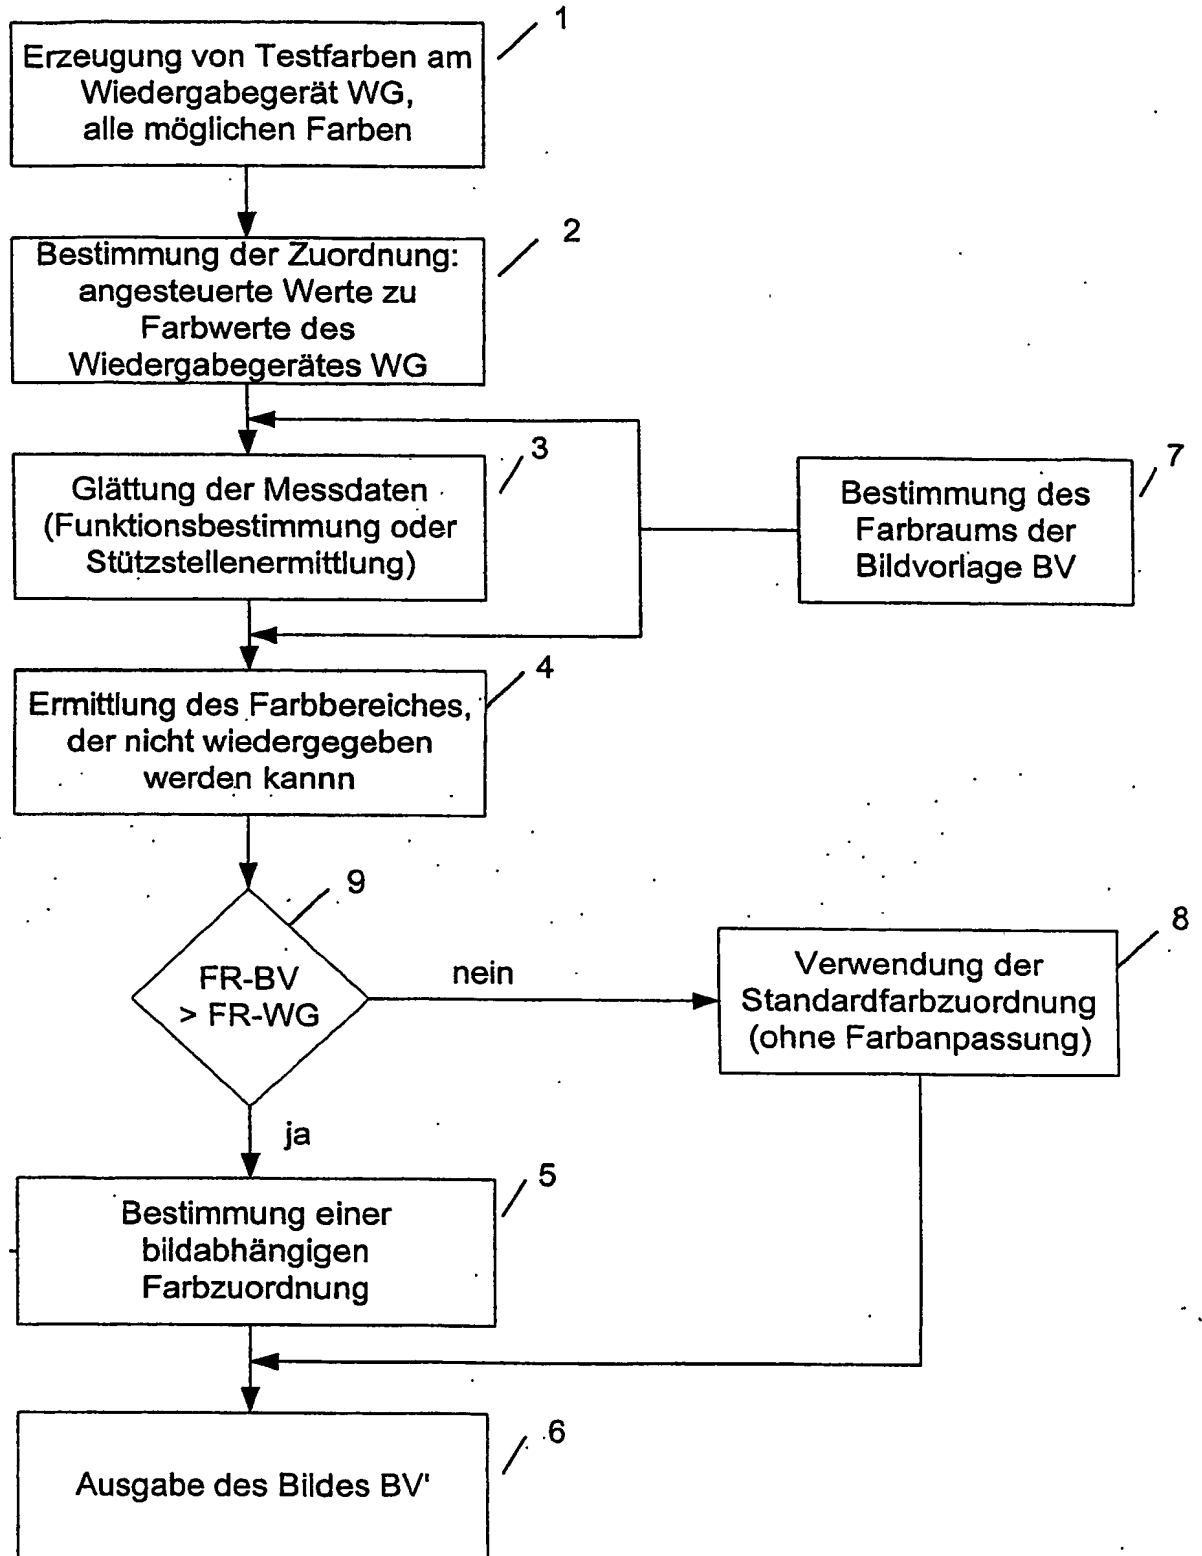 1
Erzeugung von Testfarben am
Wiedergabegerät WG,
alle möglichen Farben
2
Bestimmung der Zuordnung:
angesteuerte Werte zu
Farbwerte des
Wiedergabegerätes WG
3
Glättung der Messdaten
(Funktionsbestimmung oder
Stützstellenermittlung)
7
Bestimmung des
Farbraums der
Bildvorlage BV
4
Ermittlung des Farbbereiches,
der nicht wiedergegeben
werden kannn
9
FR-BV
> FR-WG
nein
8
Verwendung der
Standardfarbzuordnung
(ohne Farbanpassung)
ja
5
Bestimmung einer
bildabhängigen
Farbzuordnung
6
Ausgabe des Bildes BV'